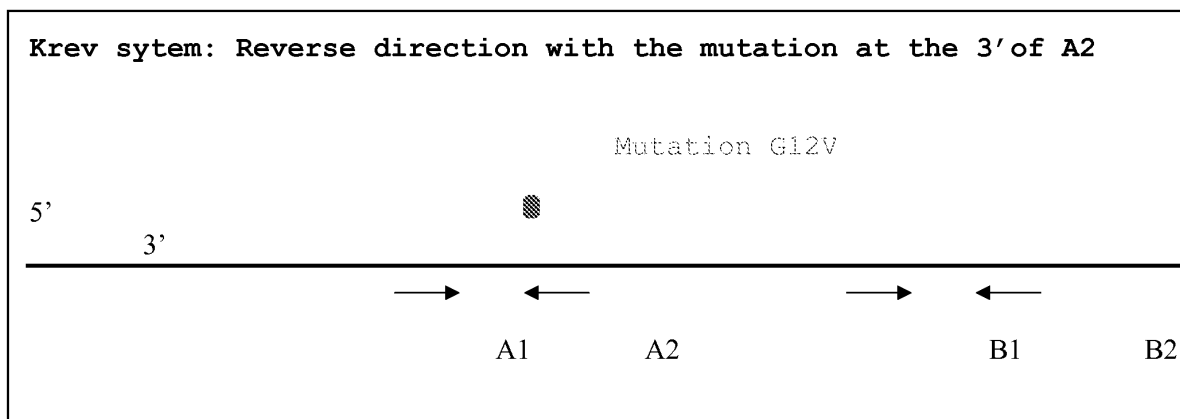 Krev sytem: Reverse direction with the mutation at the 3’of A2
Mutation G12V
5’
3’
A1 A2 B1 B2